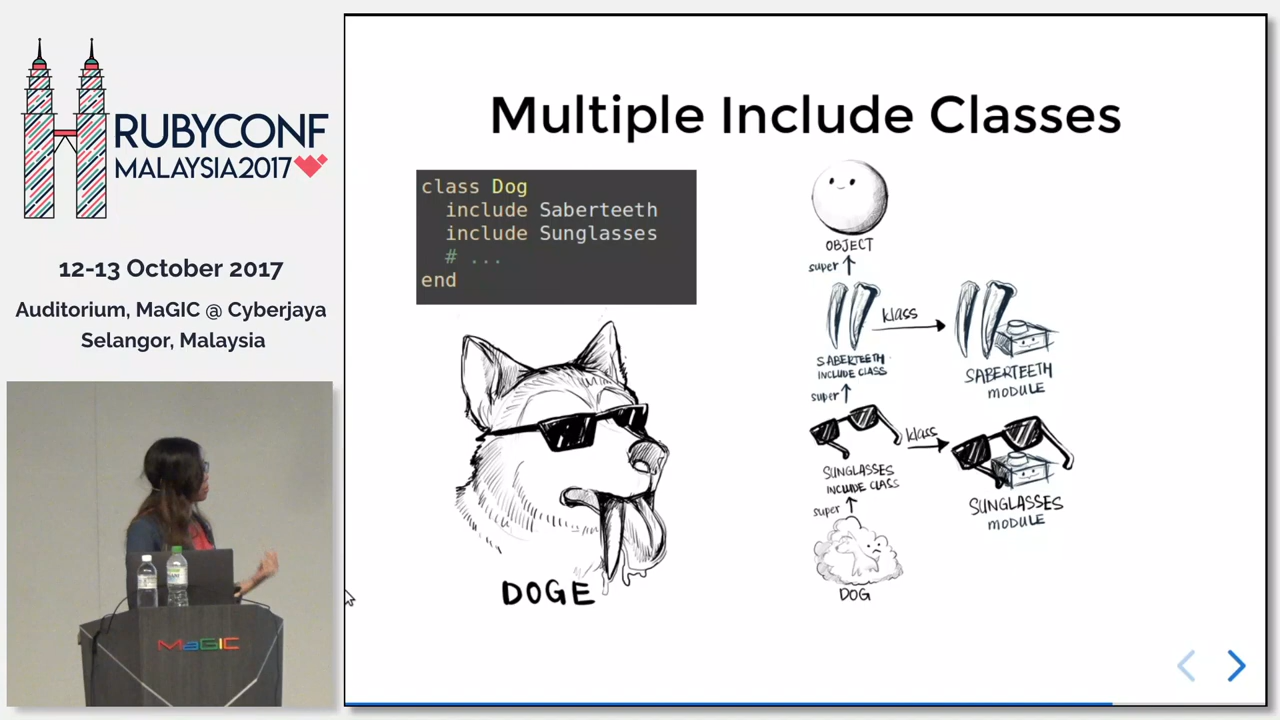 RUBYCONF
MALAYSIA2017
12-13 October 2017
Auditorium, MaGIC @ Cyberjaya
Selangor, Malaysia
MaGIC
Multiple Include Classes
class Dog
include Saberteeth
include Sunglasses
# ...
end
DOGE
OBJECT
super
klass
SABERTEETH
INCLUDE CLASS
SABERTEETH
MODULE
super
klass
SUNGLASSES
INCLUDE CLASS
SUNGLASSES
MODULE
super
DOG